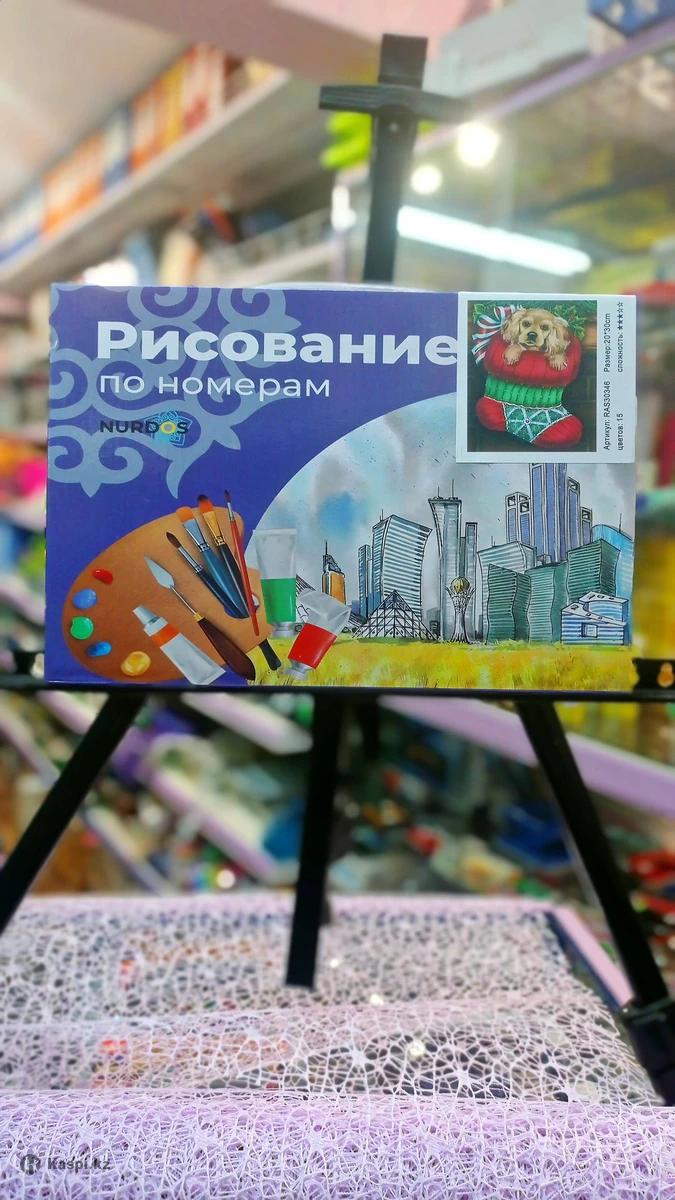 Рисование
по номерам
NURDOS
Артикул: RAS30346 Размер:20*30cm
цветов: 15 сложность: ★★★☆☆
Kaspi.kz